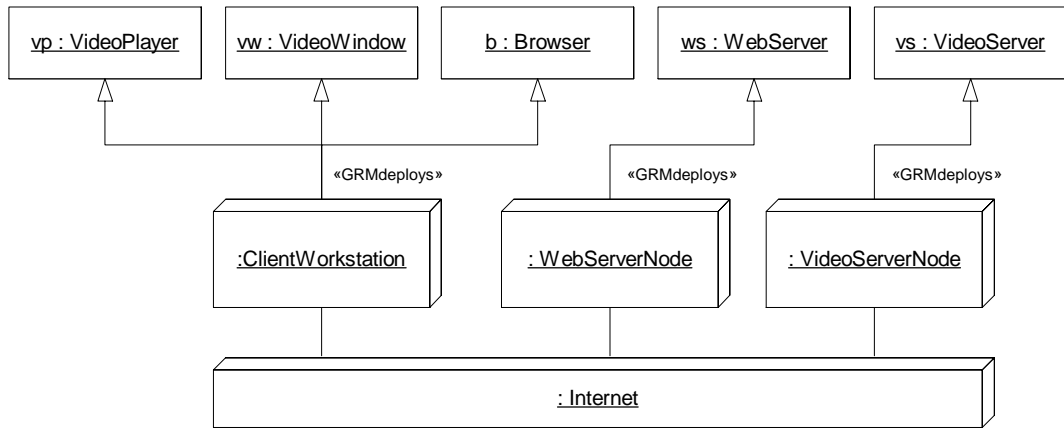 vp : VideoPlayer
vw : VideoWindow
b : Browser
ws : WebServer
vs : VideoServer
«GRMdeploys»
«GRMdeploys»
«GRMdeploys»
:ClientWorkstation
: WebServerNode
: VideoServerNode
: Internet